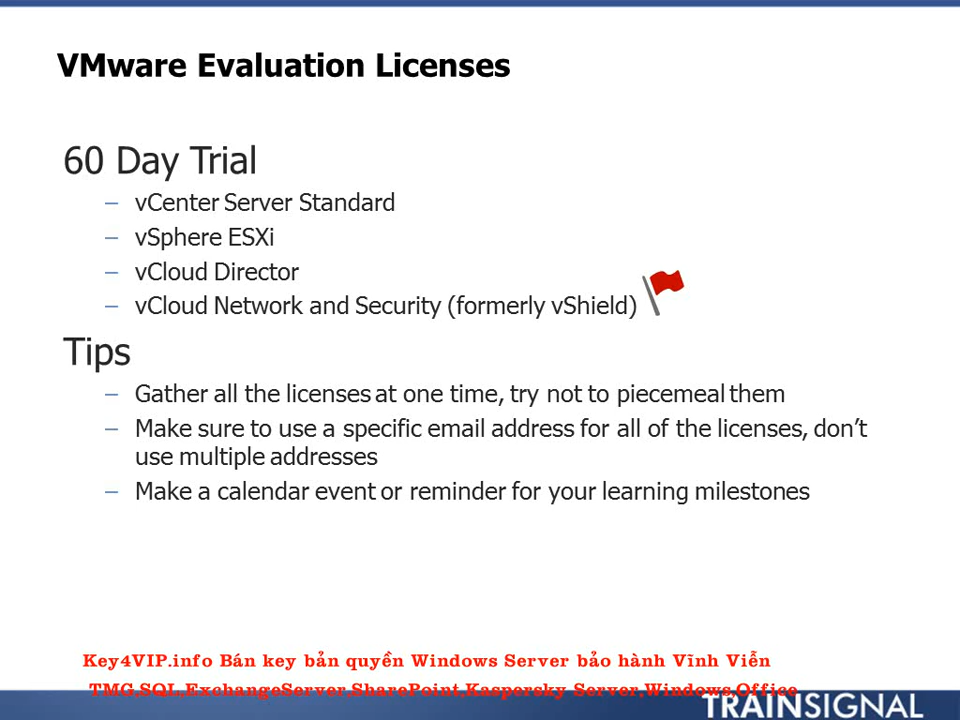 VMware Evaluation Licenses
60 Day Trial
– vCenter Server Standard
– vSphere ESXi
– vCloud Director
– vCloud Network and Security (formerly vShield)
Tips
– Gather all the licenses at one time, try not to piecemeal them
– Make sure to use a specific email address for all of the licenses, don’t
use multiple addresses
– Make a calendar event or reminder for your learning milestones
Key4VIP.info Bán key bản quyền Windows Server bảo hành Vĩnh Viễn
TMG,SQL,ExchangeServer,SharePoint,Kaspersky Server,Windows,Office
TRAINSIGNAL